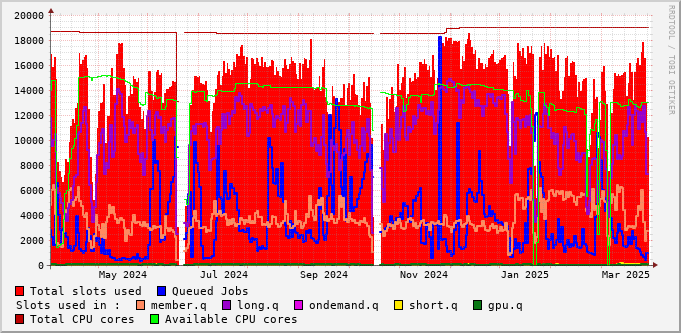 20000
18000
16000
14000
12000
10000
8000
6000
4000
2000
0
May 2024 Jul 2024 Sep 2024 Nov 2024 Jan 2025 Mar 2025
RRDTOOL / TOBI OETIKER
Total slots used Queued Jobs
Slots used in : member.q long.q ondemand.q short.q gpu.q
Total CPU cores Available CPU cores